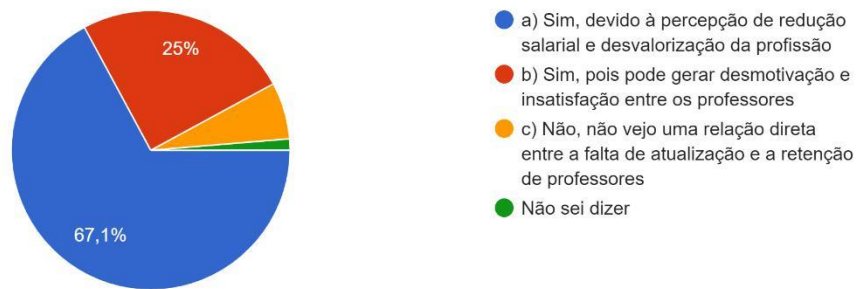 25%
67,1%
a) Sim, devido à percepção de redução
salarial e desvalorização da profissão
b) Sim, pois pode gerar desmotivação e
insatisfação entre os professores
c) Não, não vejo uma relação direta
entre a falta de atualização e a retenção
de professores
Não sei dizer